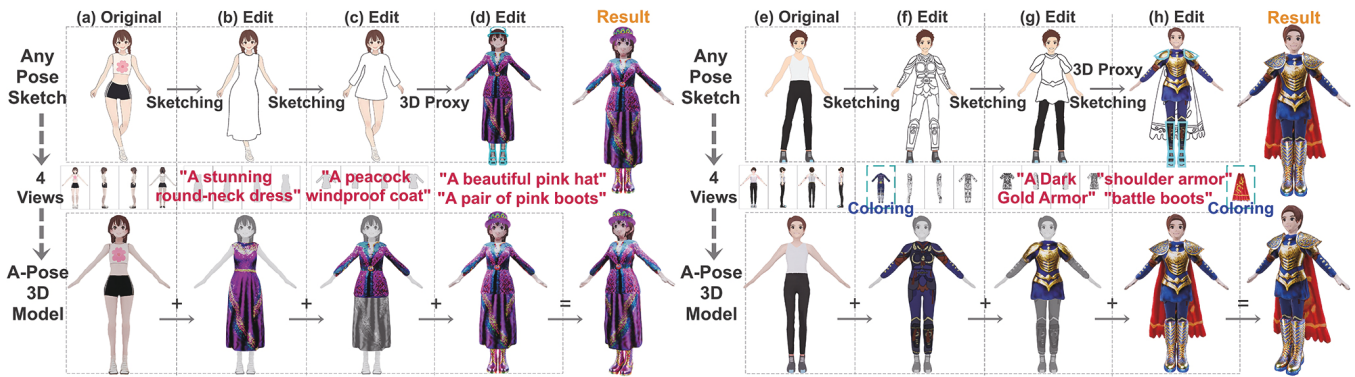 (a) Original
(b) Edit
(c) Edit
(d) Edit
Result
(e) Original
(f) Edit
(g) Edit
(h) Edit
Result
Any
Pose
Sketch
Sketching
Sketching
3D Proxy
Any
Pose
Sketch
Sketching
Sketching
3D Proxy
Sketching
4
Views
"A stunning
round-neck dress"
"A peacock
windproof coat"
"A beautiful pink hat"
"A pair of pink boots"
4
Views
Coloring
"A Dark
Gold Armor"
"shoulder armor"
"battle boots"
Coloring
A-Pose
3D
Model
+
+
+
=
A-Pose
3D
Model
+
+
+
=